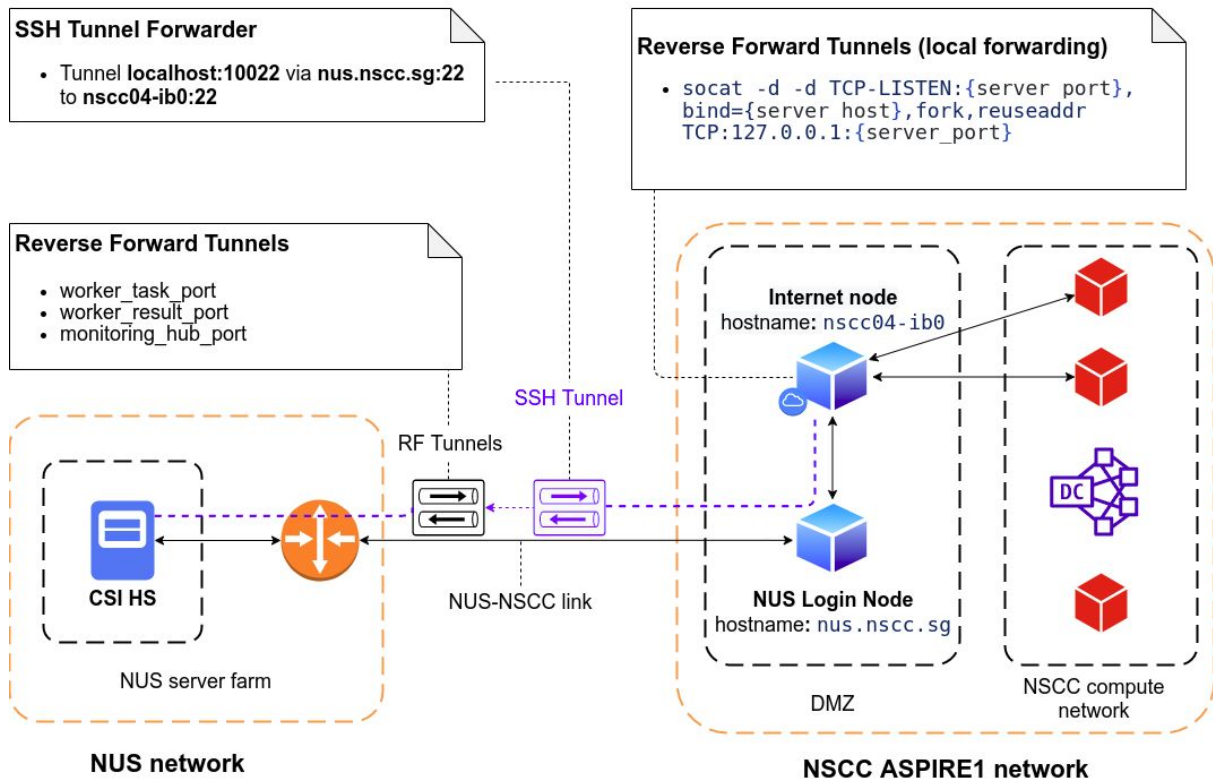 SSH Tunnel Forwarder
• Tunnel localhost:10022 via nus.nscc.sg:22
to nscc04-ib0:22
Reverse Forward Tunnels (local forwarding)
• socat -d -d TCP-LISTEN:{server port},
bind={server host},fork,reuseaddr
TCP:127.0.0.1:{server_port}
Reverse Forward Tunnels
• worker_task_port
• worker_result_port
• monitoring_hub_port
Internet node
hostname: nscc04-ib0
SSH Tunnel
RF Tunnels
DC
CSI HS
NUS-NSCC link
NUS Login Node
hostname: nus.nscc.sg
NUS server farm
DMZ
NSCC compute
network
NUS network
NSCC ASPIRE1 network